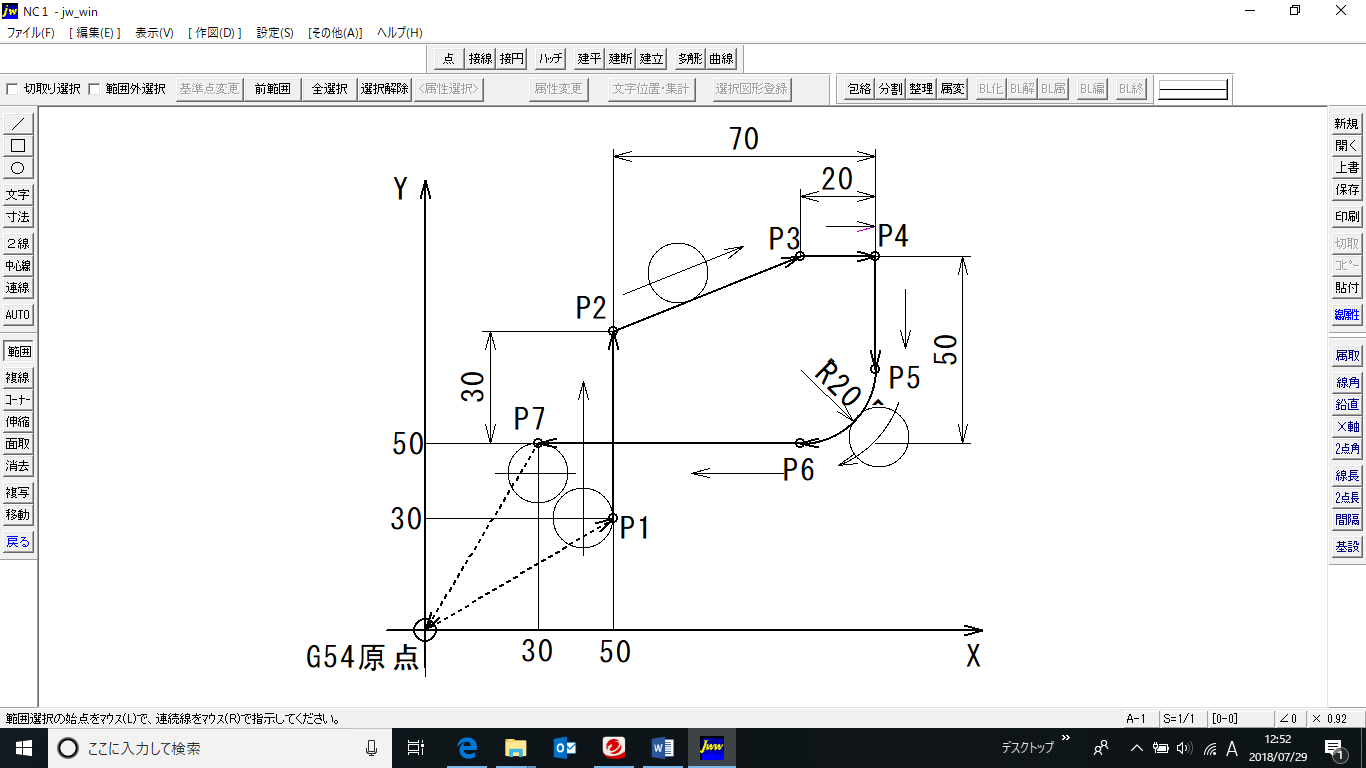 NC1 - jw_win
ファイル(F) [ 編集(E) ] 表示(V) [ 作図(D) ] 設定(S) [その他(A)] ヘルプ(H)
点 接線 接円 ハッチ 建平 建断 建立 多角形 曲線
切取り選択 範囲外選択 基準点変更 前範囲 全選択 選択解除 <属性選択> 属性変更 文字位置・集計 選択図形登録 包絡 分割 整理 属変 BL化 BL解 BL属 BL編 BL終
文字
寸法
2線
中心線
連線
AUTO
範囲
複線
コーナー
伸縮
面取
消去
複写
移動
戻る
70
20
Y
P3 P4
P2
50
30
R20
P5
P7
50
P6
30
P1
G54原点
30 50
X
新規
開く
上書
保存
印刷
切取
コピー
貼付
線属性
属取
線角
鉛直
X軸
2点角
線長
2点長
間隔
基設
範囲選択の始点をマウス(L)で、連続線をマウス(R)で指示してください。 A-1 S=1/1 [0-0] ∠0 × 0.92
ここに入力して検索 デスクトップ A 12:52
2018/07/29 1